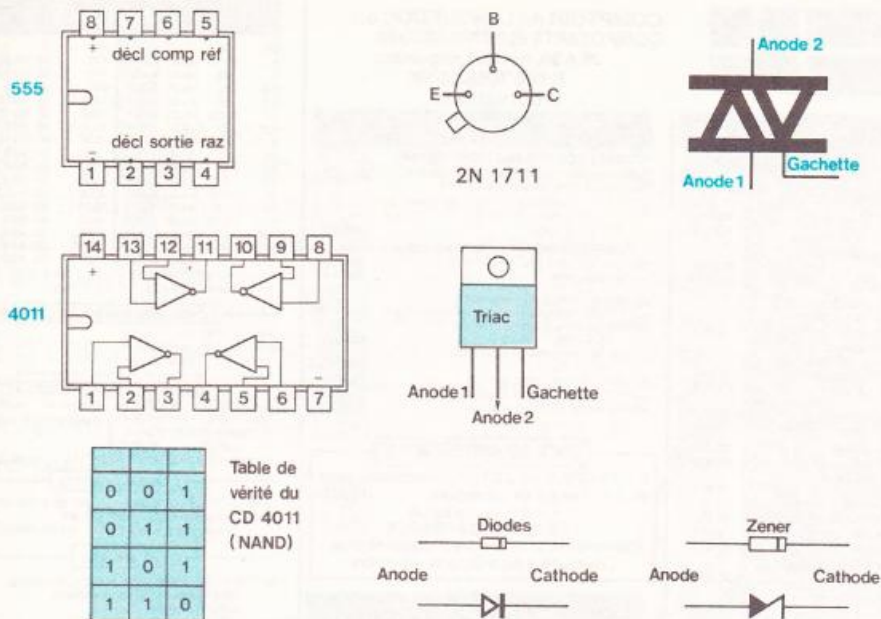 8 7 6 5
+ décl comp réf
555
– décl sortie raz
1 2 3 4
B
E C
2N 1711
Anode 2
Anode 1
Gachette
14 13 12 11 10 9 8
+
4011
–
1 2 3 4 5 6 7
Triac
Anode 1 Gachette
Anode 2
0 0 1
0 1 1
1 0 1
1 1 0
Table de
vérité du
CD 4011
(NAND)
Diodes
Anode Cathode
Zener
Anode Cathode